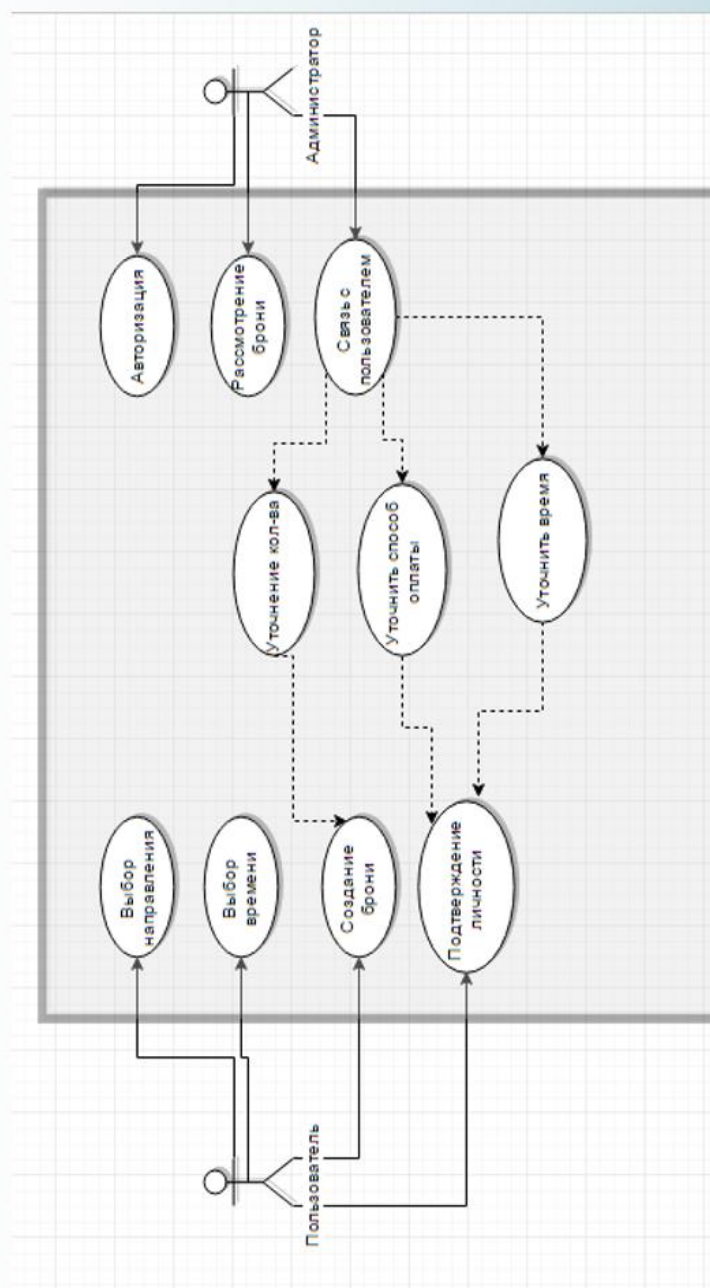 Пользователь
Выбор
направления
Выбор
времени
Создание
брони
Подтверждение
личности
Уточнение кол-ва
Уточнить способ
оплаты
Уточнить время
Авторизация
Рассмотрение
брони
Связь с
пользователем
Администратор